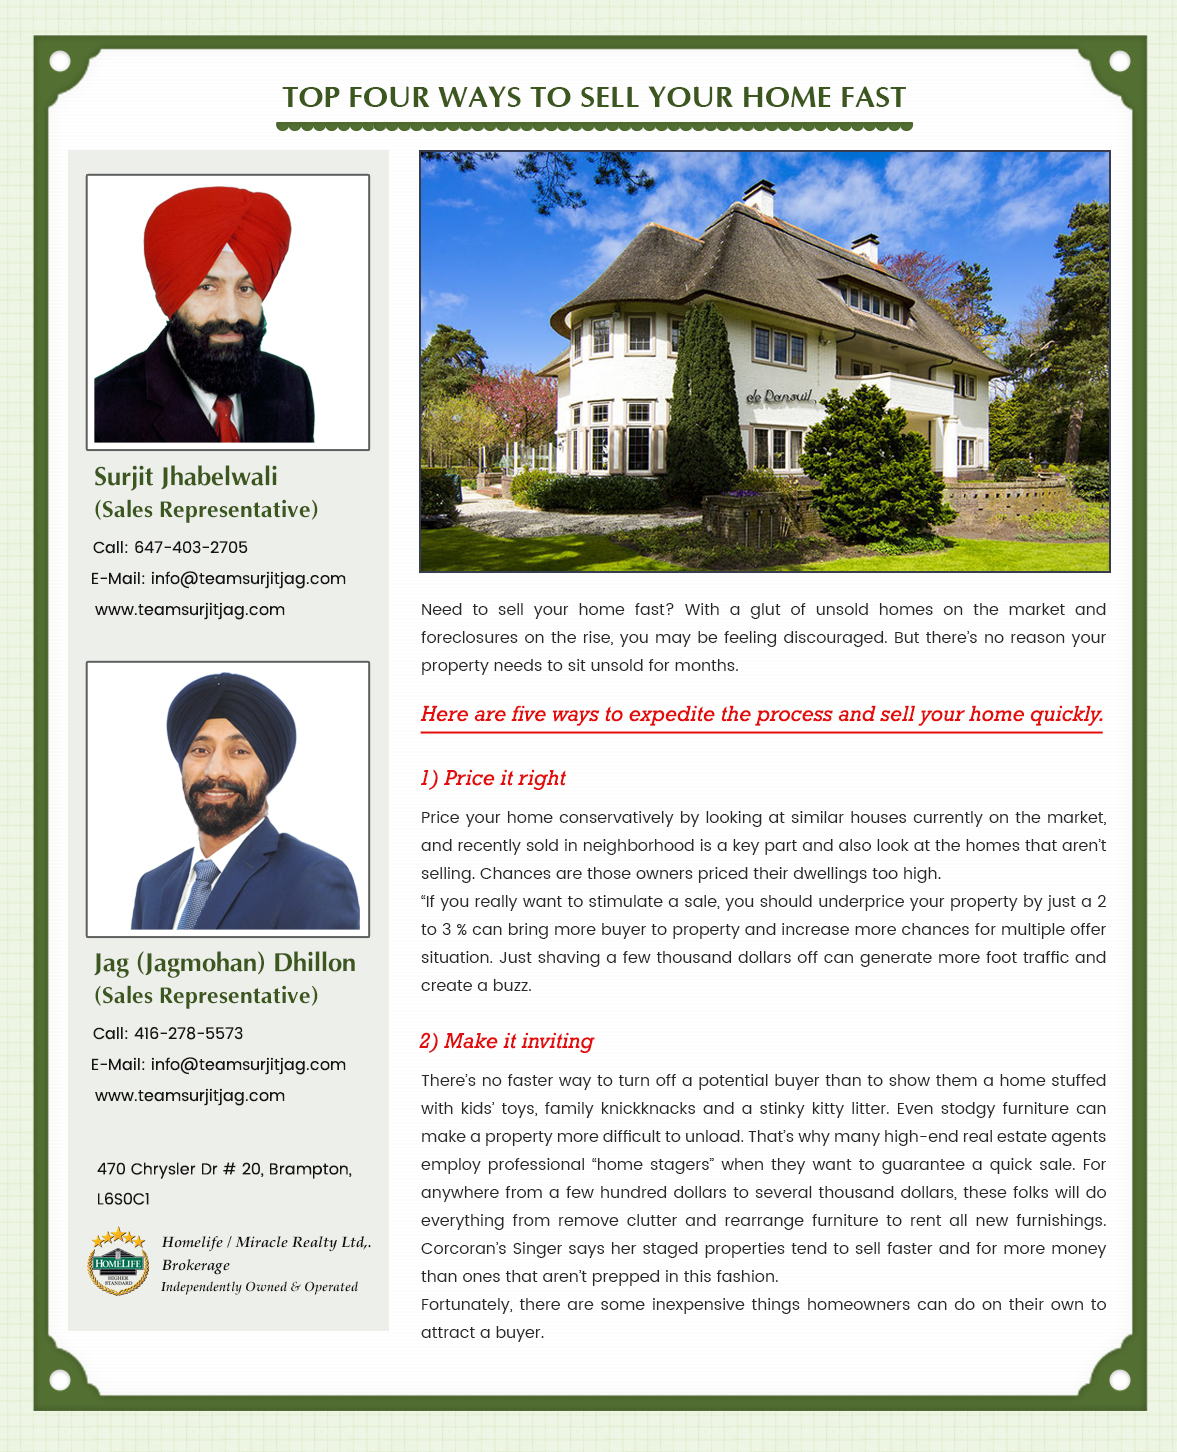 TOP FOUR WAYS TO SELL YOUR HOME FAST
Surjit Jhabelwali
(Sales Representative)
Call: 647-403-2705
E-Mail: info@teamsurjitjag.com
www.teamsurjitjag.com
Jag (Jagmohan) Dhillon
(Sales Representative)
Call: 416-278-5573
E-Mail: info@teamsurjitjag.com
www.teamsurjitjag.com
470 Chrysler Dr # 20, Brampton,
L6S0C1
HOMELIFE
HIGHER
STANDARD
Homelife / Miracle Realty Ltd,.
Brokerage
Independently Owned & Operated
Need to sell your home fast? With a glut of unsold homes on the market and
foreclosures on the rise, you may be feeling discouraged. But there's no reason your
property needs to sit unsold for months.
Here are five ways to expedite the process and sell your home quickly.
1) Price it right
Price your home conservatively by looking at similar houses currently on the market,
and recently sold in neighborhood is a key part and also look at the homes that aren't
selling. Chances are those owners priced their dwellings too high.
“If you really want to stimulate a sale, you should underprice your property by just a 2
to 3 % can bring more buyer to property and increase more chances for multiple offer
situation. Just shaving a few thousand dollars off can generate more foot traffic and
create a buzz.
2) Make it inviting
There's no faster way to turn off a potential buyer than to show them a home stuffed
with kids' toys, family knickknacks and a stinky kitty litter. Even stodgy furniture can
make a property more difficult to unload. That's why many high-end real estate agents
employ professional “home stagers” when they want to guarantee a quick sale. For
anywhere from a few hundred dollars to several thousand dollars, these folks will do
everything from remove clutter and rearrange furniture to rent all new furnishings.
Corcoran's Singer says her staged properties tend to sell faster and for more money
than ones that aren't prepped in this fashion.
Fortunately, there are some inexpensive things homeowners can do on their own to
attract a buyer.